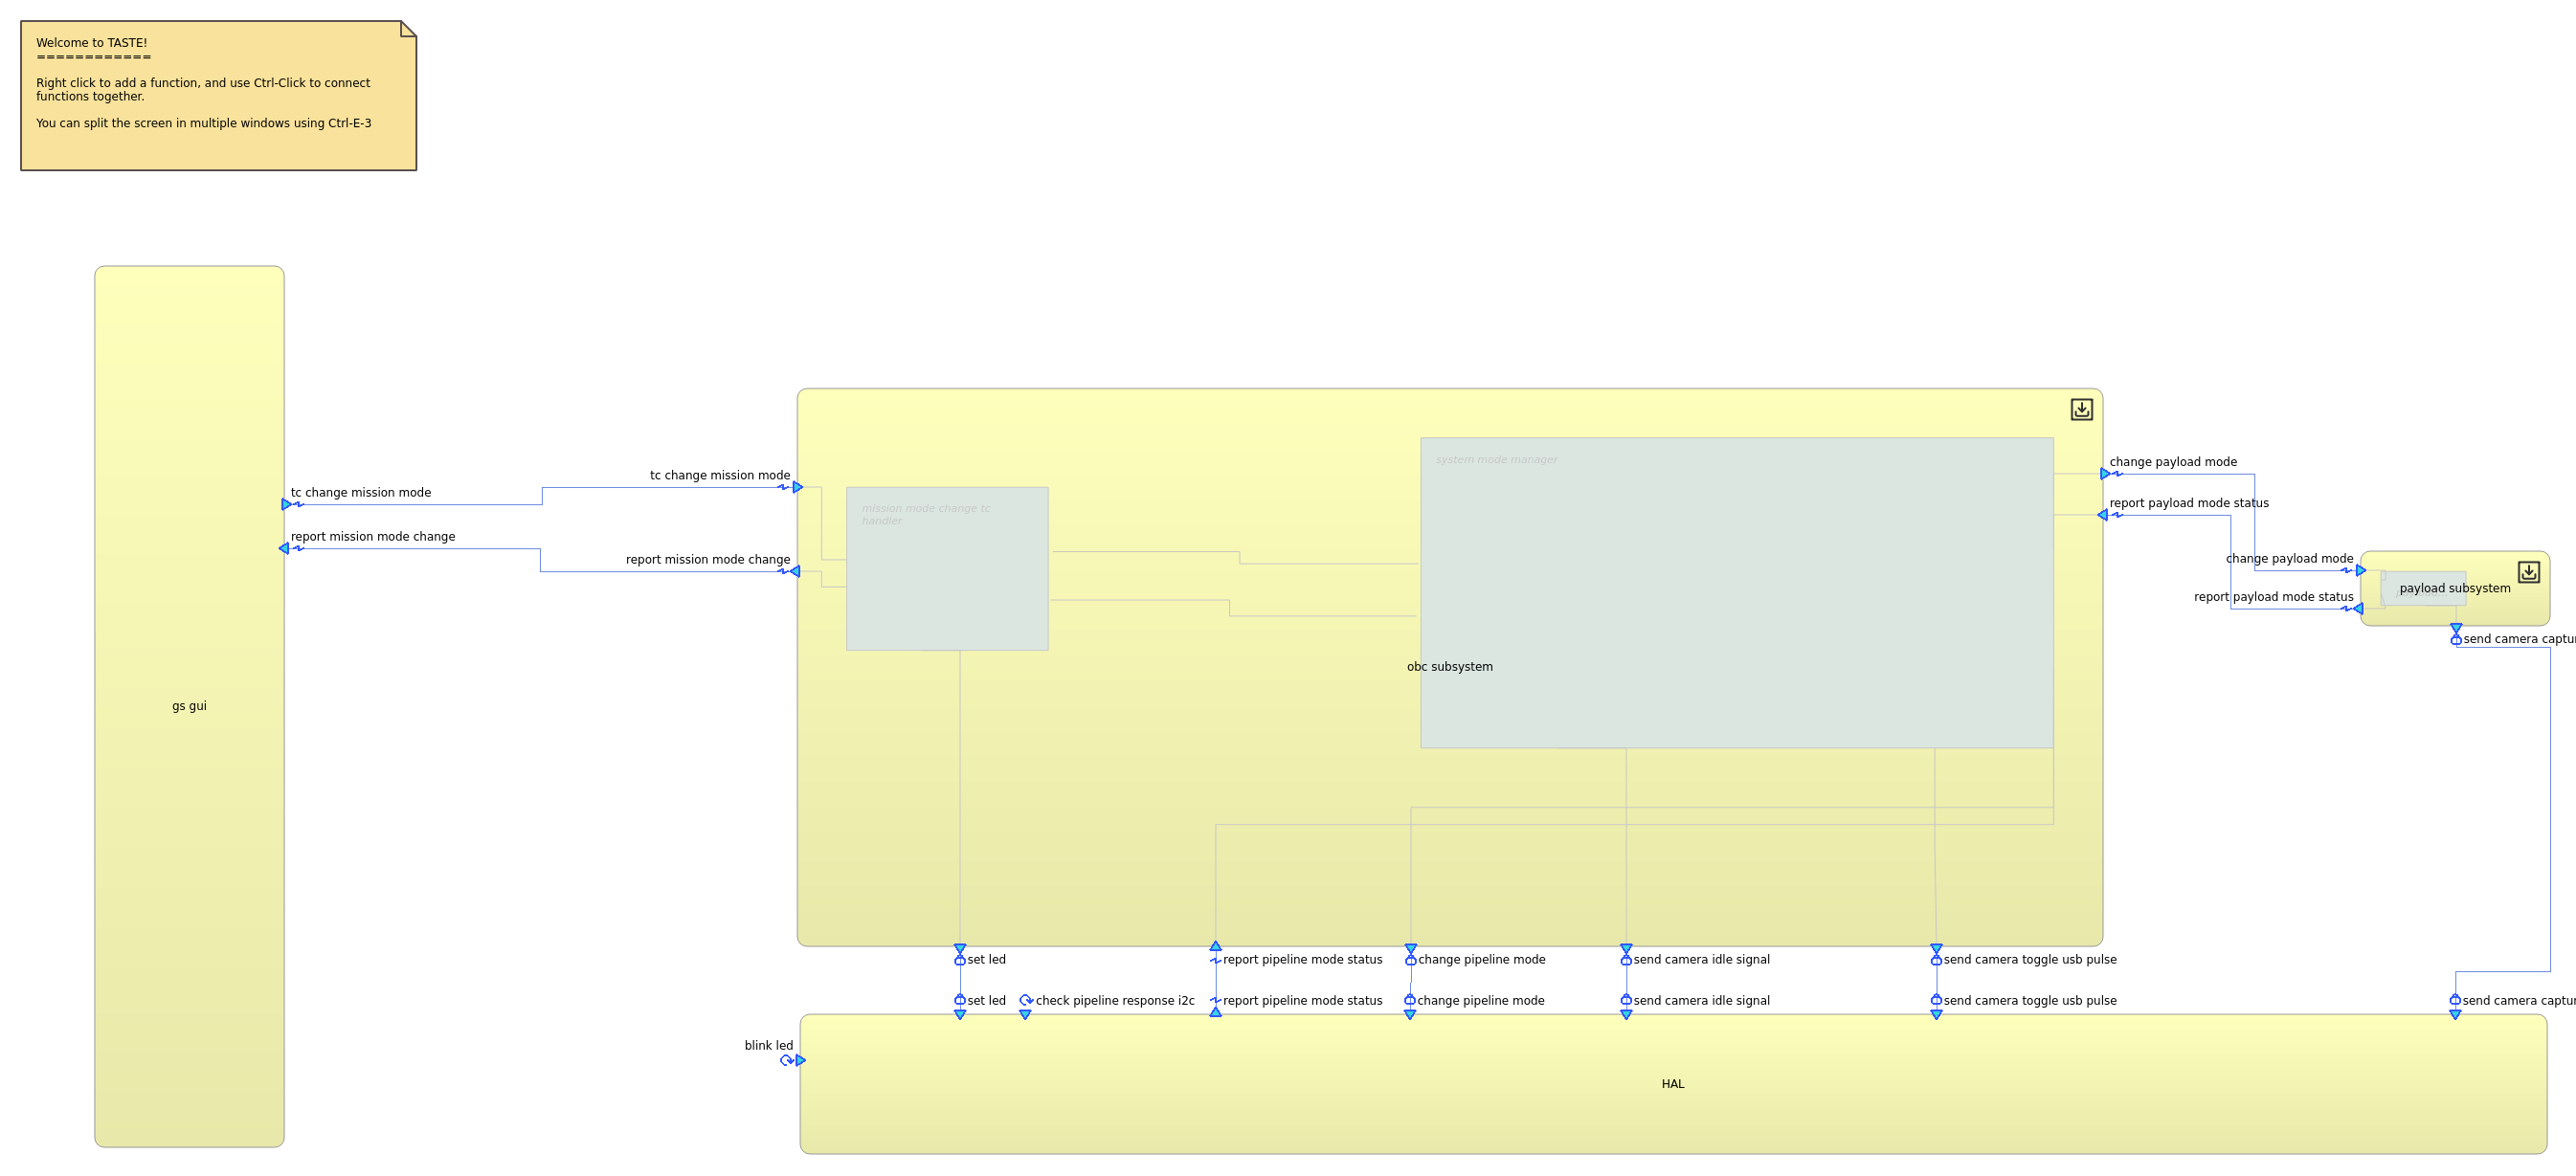 Welcome to TASTE!
============
Right click to add a function, and use Ctrl-Click to connect
functions together.
You can split the screen in multiple windows using Ctrl-E-3
change payload mode
system mode manager
tc change mission mode
tc change mission mode
report payload mode status
mission mode change tc
handler
report mission mode change
report mission mode change
change payload mode
payload subsystem
report payload mode status
send camera captu
obc subsystem
gs gui
set led
report pipeline mode status
change pipeline mode
send camera idle signal
send camera toggle usb pulse
set led
check pipeline response i2c
report pipeline mode status
change pipeline mode
send camera idle signal
send camera toggle usb pulse
send camera captu
blink led
HAL